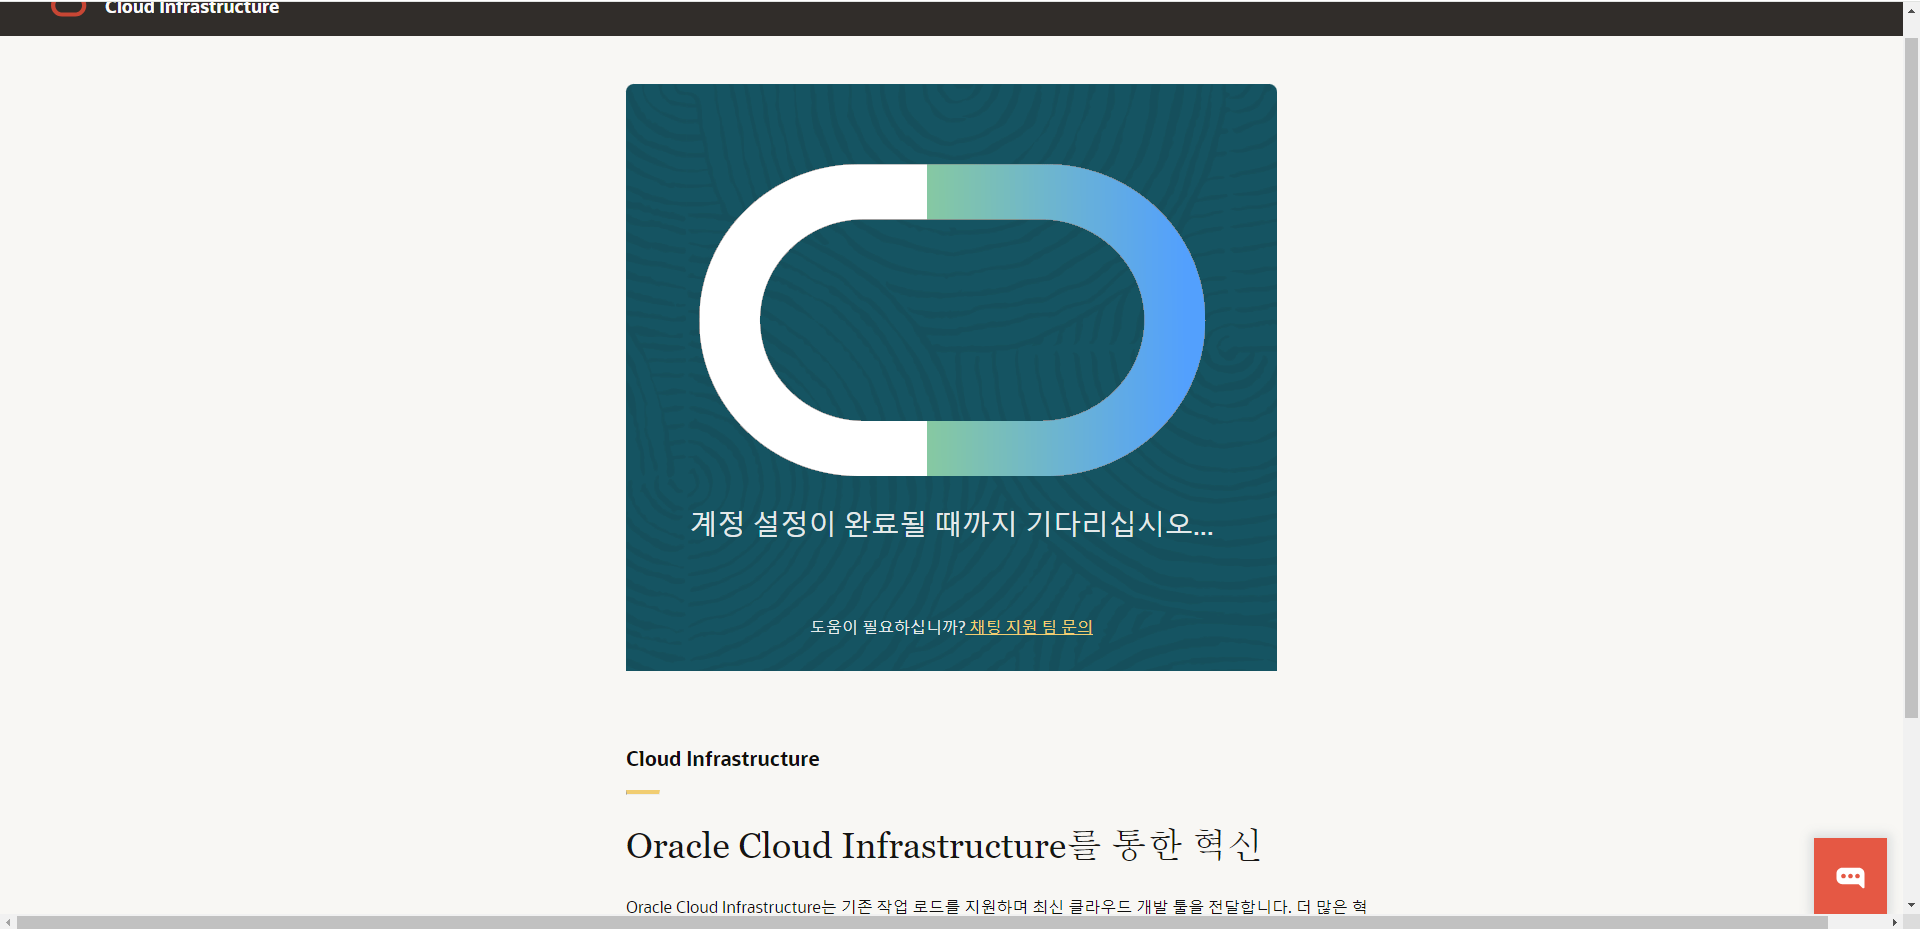 Cloud Infrastructure
계정 설정이 완료될 때까지 기다리십시오...
도움이 필요하십니까? 채팅 지원 팀 문의
Cloud Infrastructure
Oracle Cloud Infrastructure를 통한 혁신
Oracle Cloud Infrastructure는 기존 작업 로드를 지원하며 최신 클라우드 개발 툴을 전달합니다. 더 많은 혁